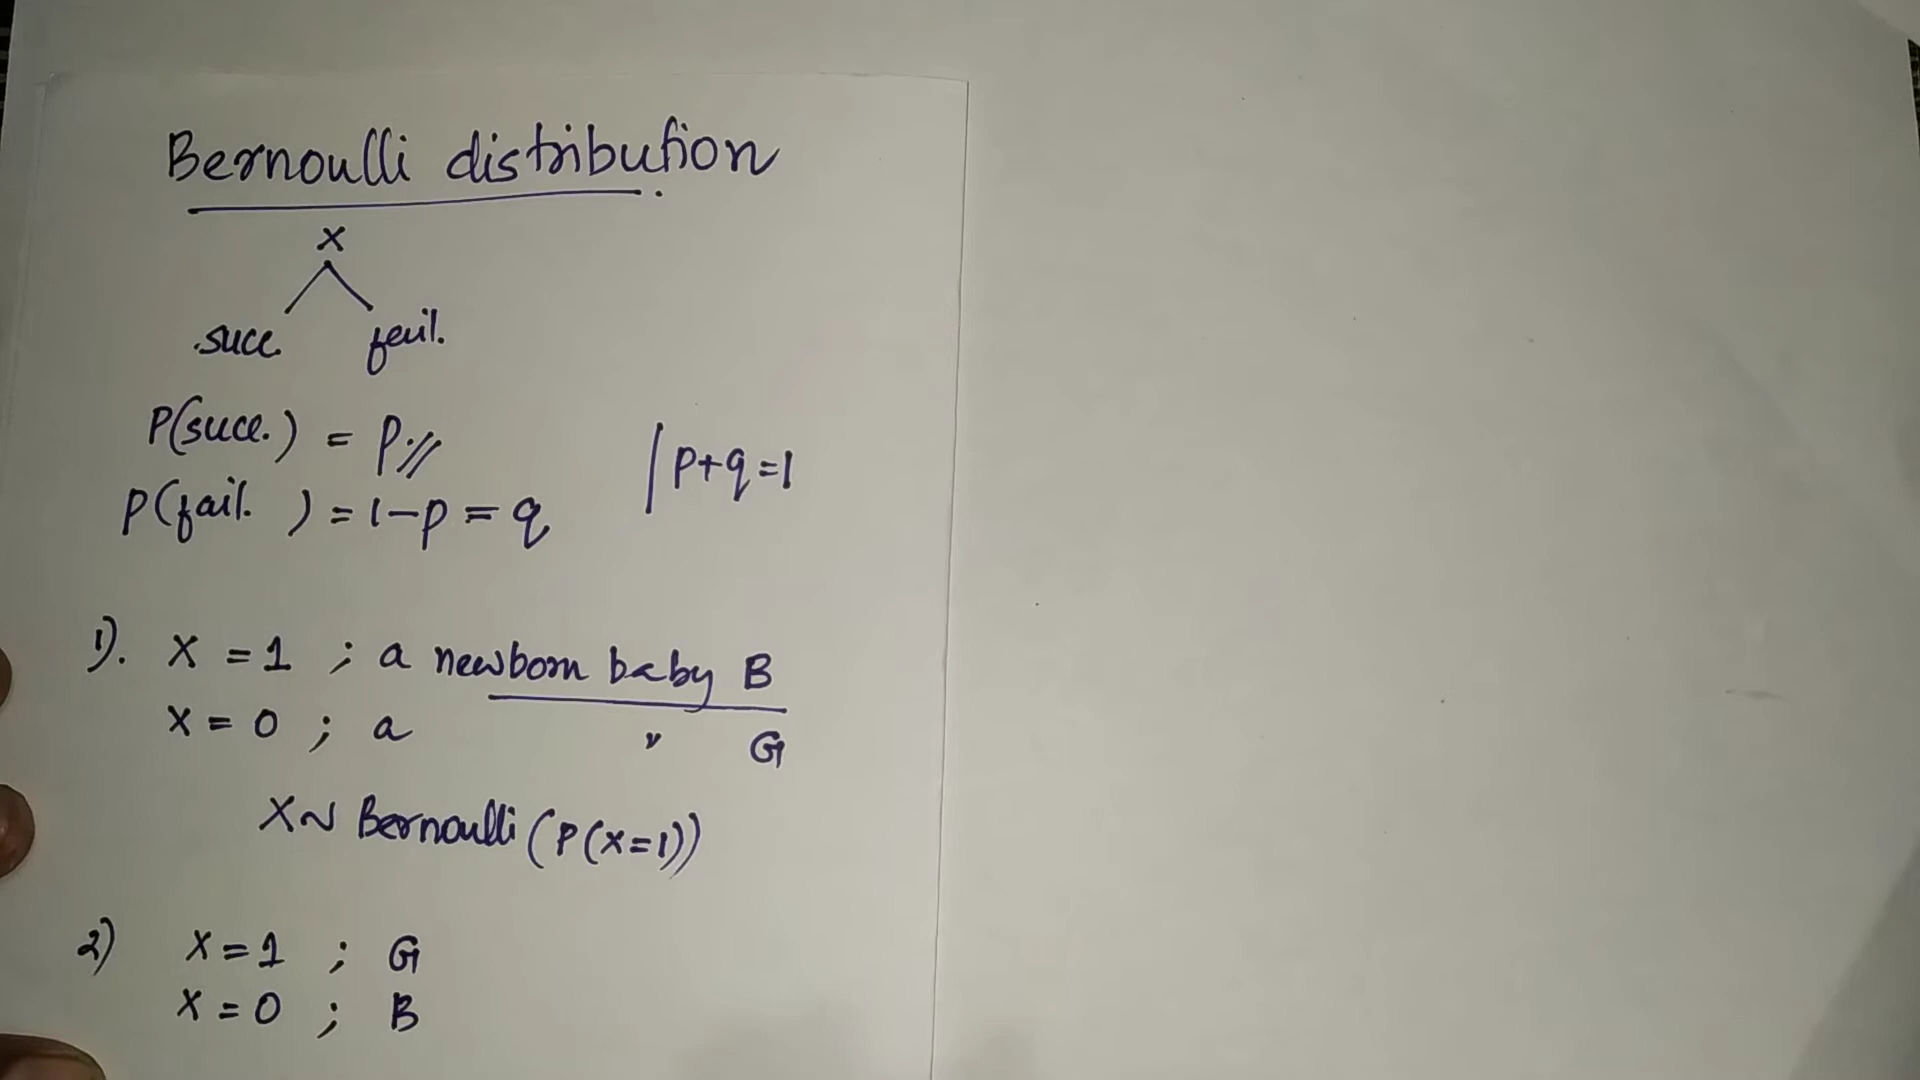 Bernoulli distribution
X
succ. fail.
P(succ.) = p
P(fail. ) = 1-p = q
p+q=1
1). X = 1 ; a newborn baby B
X = 0 ; a " G
X ~ Bernoulli (P(X=1))
2) X = 1 ; G
X = 0 ; B